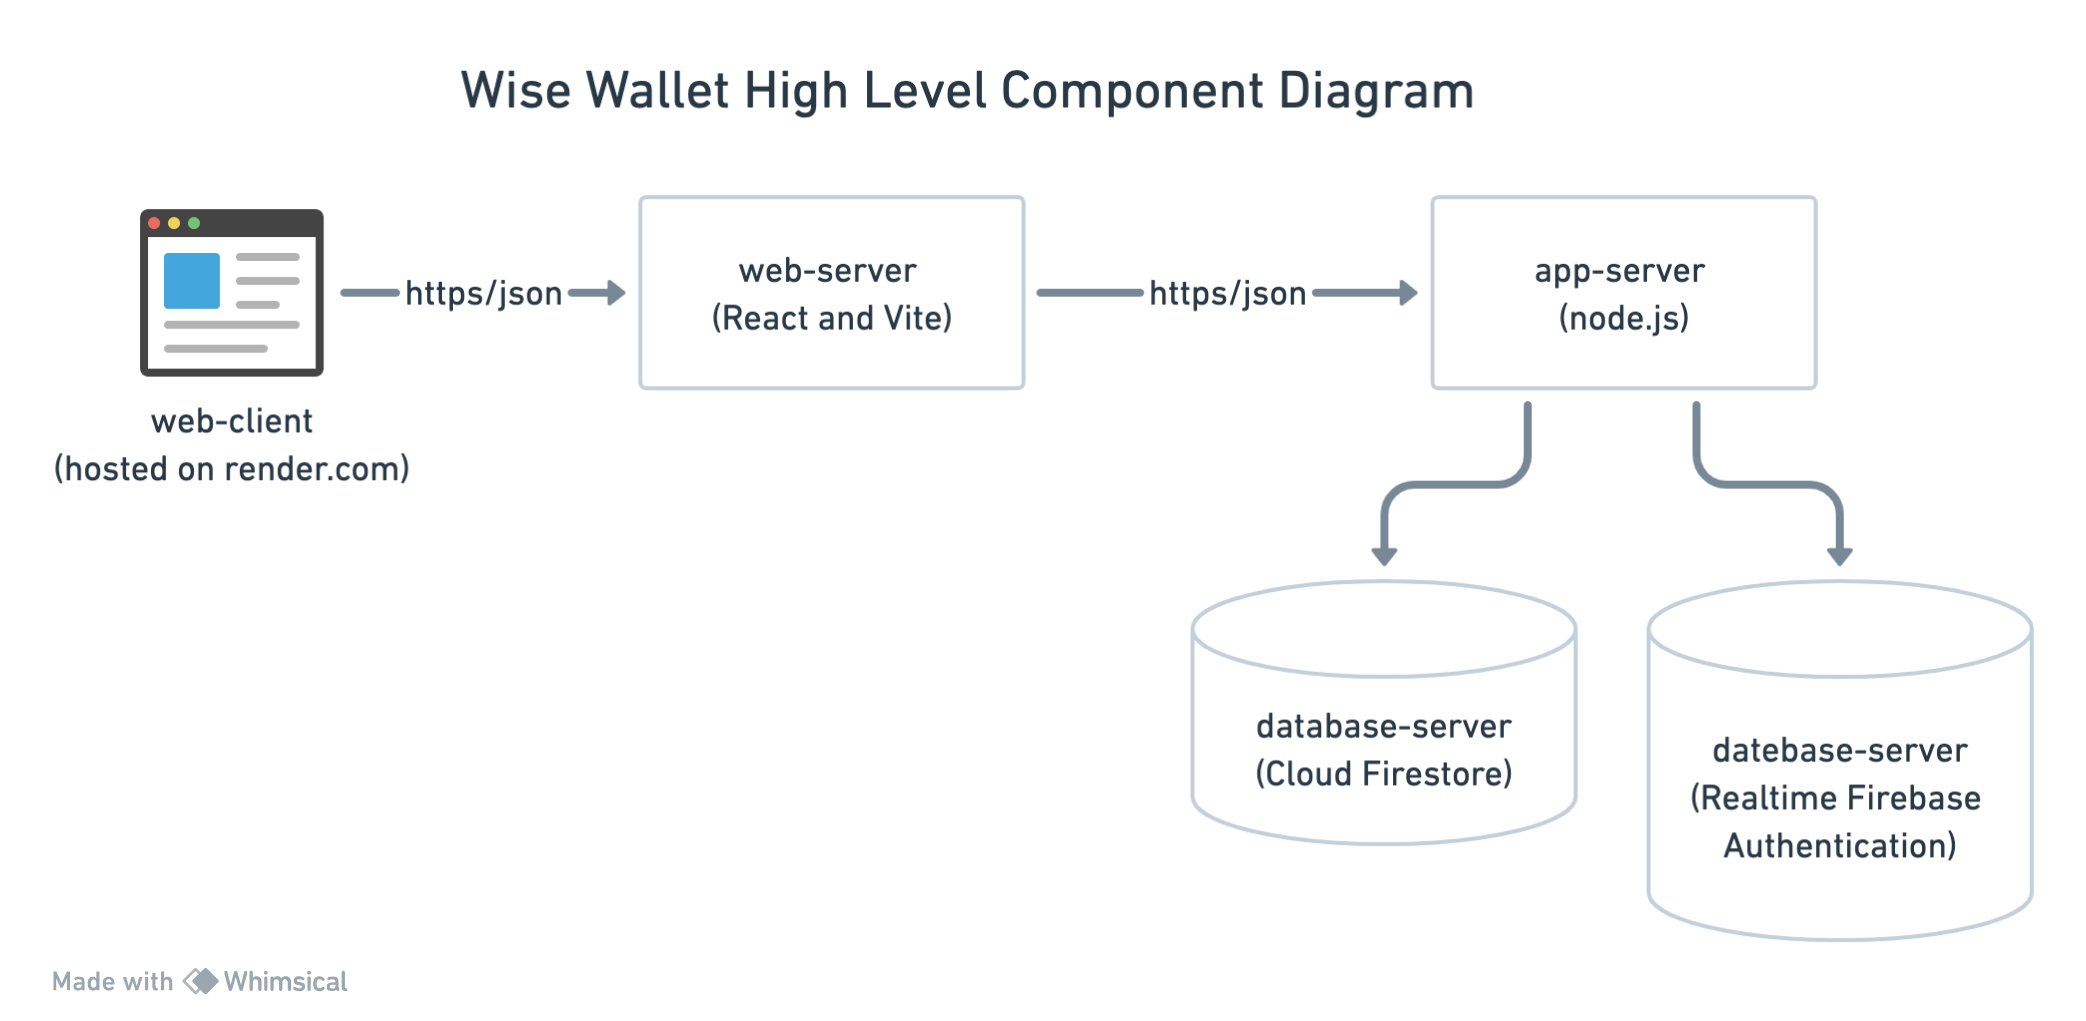 Wise Wallet High Level Component Diagram
https/json
web-server
(React and Vite)
https/json
app-server
(node.js)
web-client
(hosted on render.com)
database-server
(Cloud Firestore)
datebase-server
(Realtime Firebase
Authentication)
Made with Whimsical